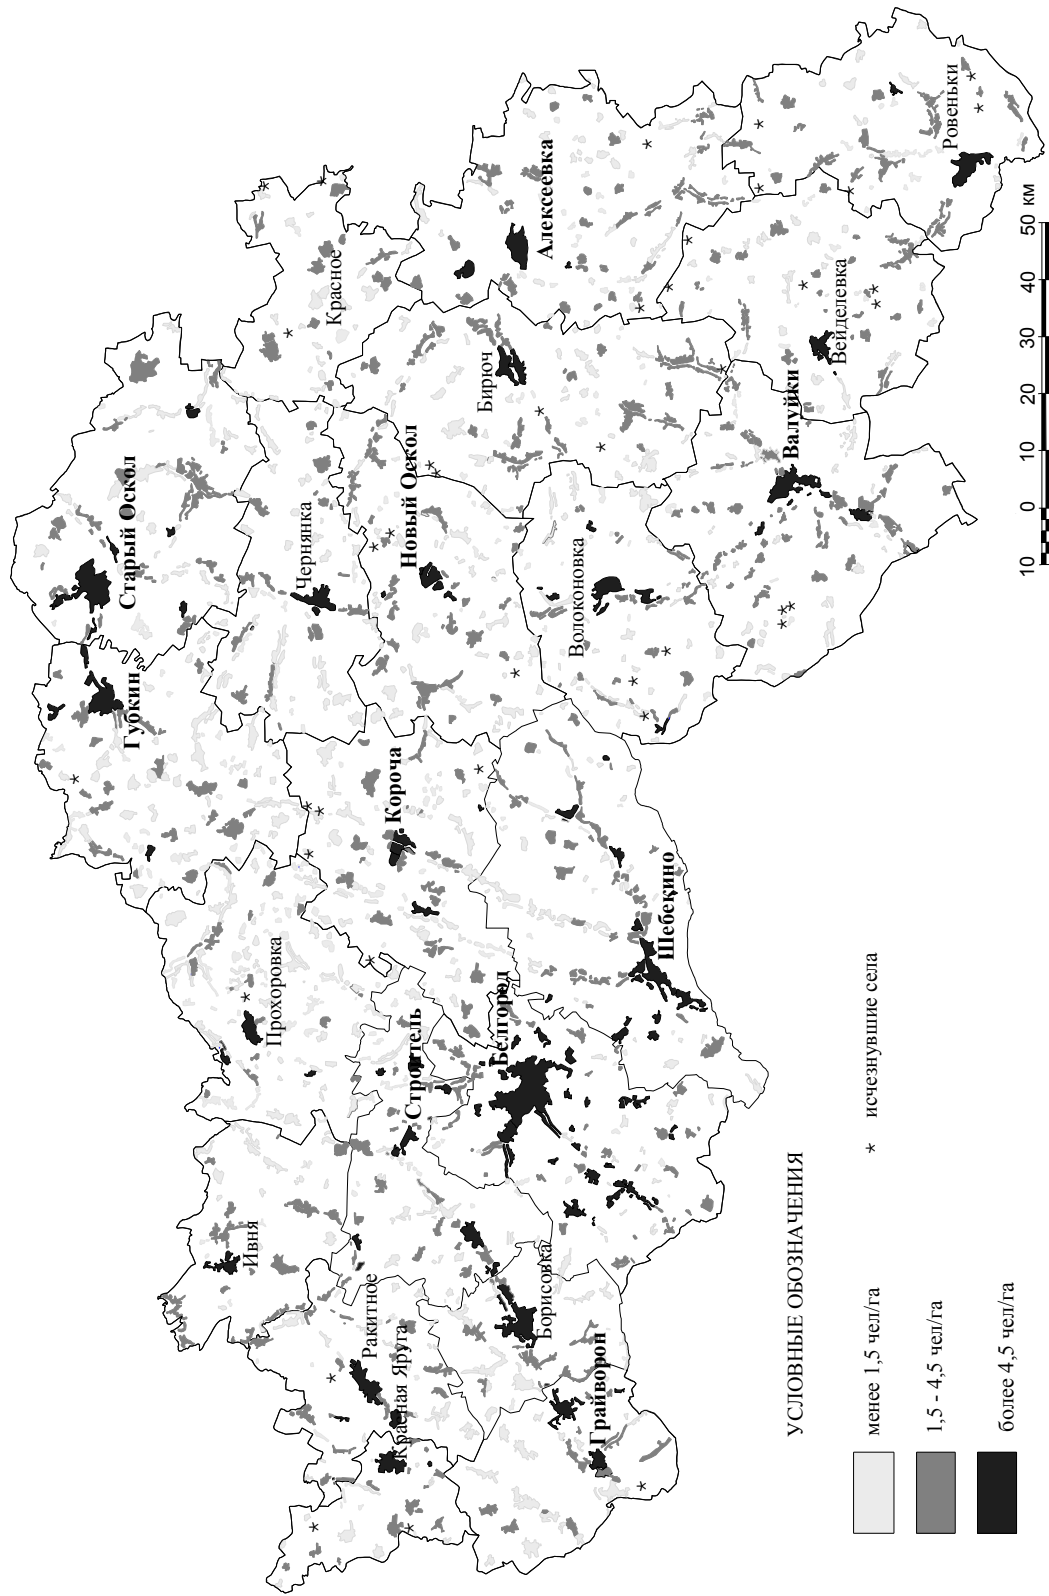 Старый Оскол
Губкин
Красное
Чернянка
Прохоровка
Ивня
Ракитное
Красная Яруга
Короча
Новый Оскол
Бирюч
Алексеевка
Строитель
Белгород
Борисовка
Грайворон
Волоконовка
Шебекино
Валуйки
Вейделевка
Ровеньки
УСЛОВНЫЕ ОБОЗНАЧЕНИЯ
менее 1,5 чел/га
1,5 - 4,5 чел/га
более 4,5 чел/га
* исчезнувшие села
10 0 10 20 30 40 50 км